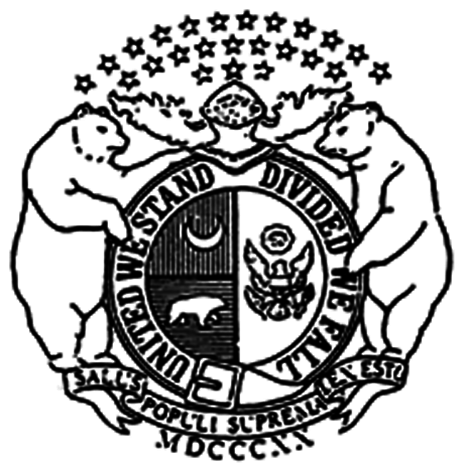 UNITED WE STAND DIVIDED WE FALL
SALUS POPULI SUPREMA LEX ESTO
MDCCCXX